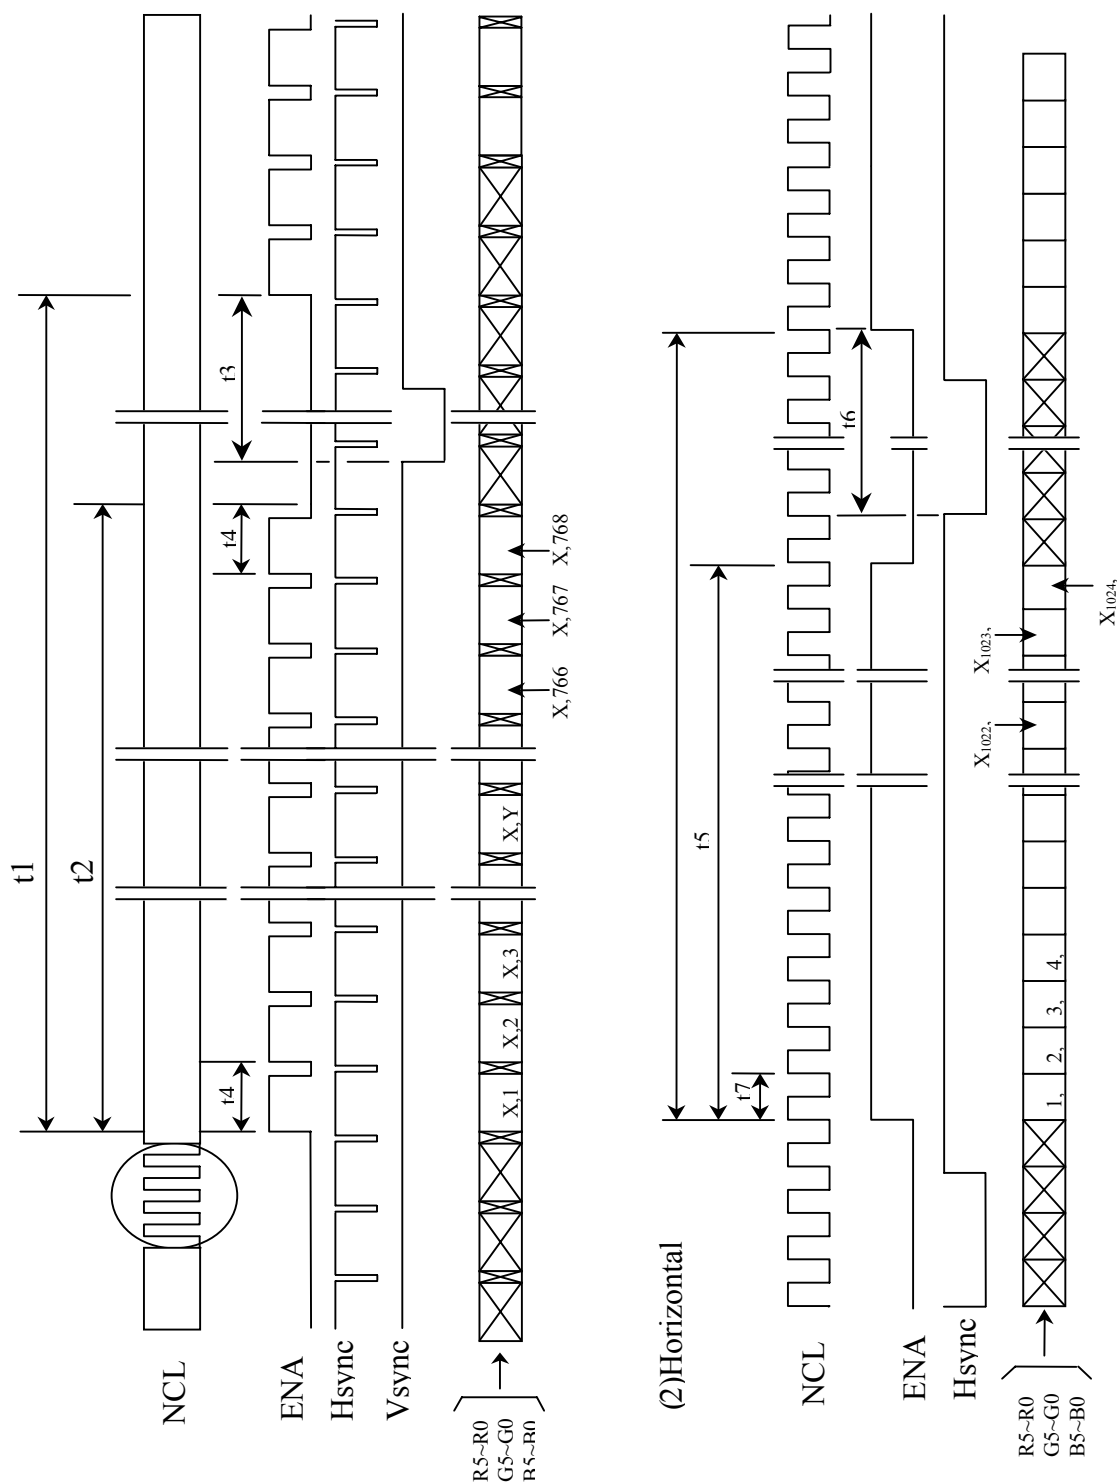 t1
t2
t3
t4
t4
NCL
ENA
Hsync
Vsync
R5~R0
G5~G0
B5~B0
X,1
X,2
X,3
X,Y
X,766
X,767
X,768
(2)Horizontal
t5
t6
t7
NCL
ENA
Hsync
R5~R0
G5~G0
B5~B0
1,
2,
3,
4,
X1022,
X1023,
X1024,